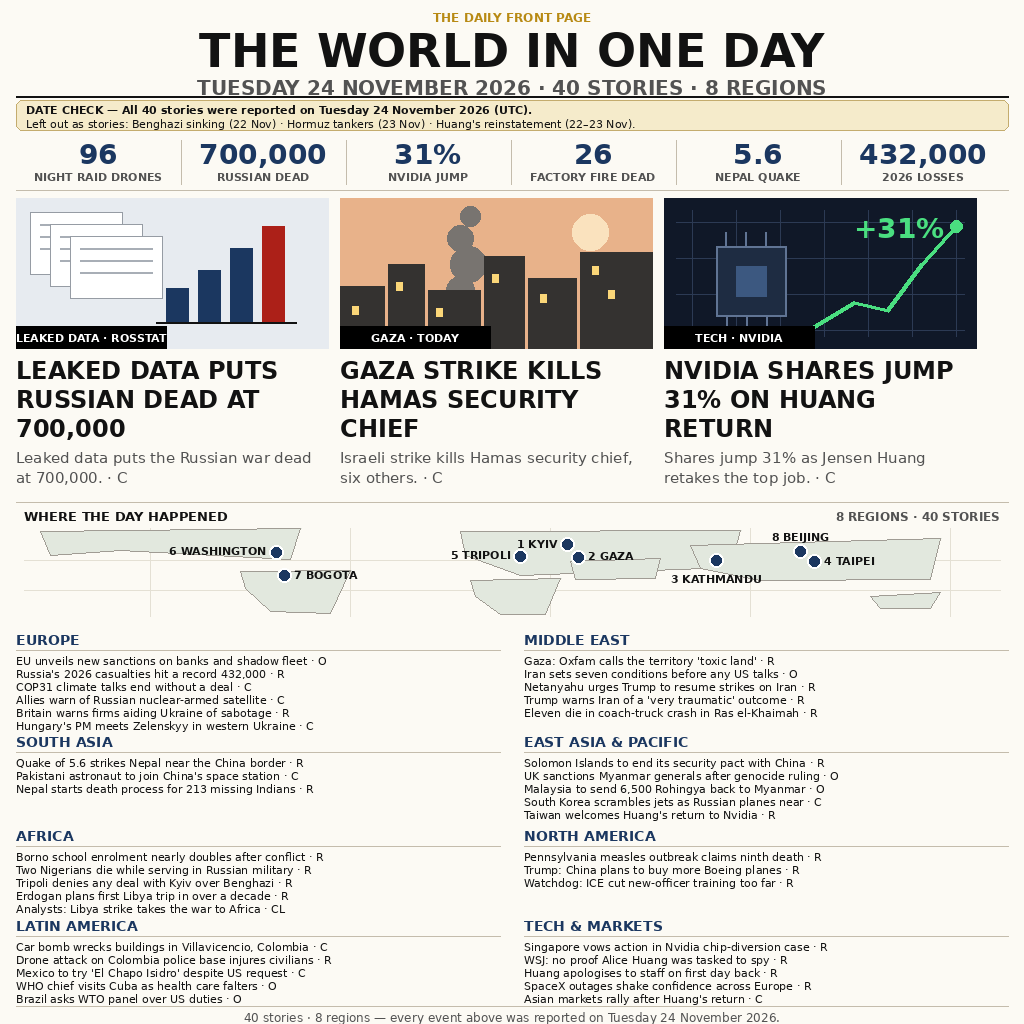 THE DAILY FRONT PAGE
THE WORLD IN ONE DAY
TUESDAY 24 NOVEMBER 2026 · 40 STORIES · 8 REGIONS
DATE CHECK — All 40 stories were reported on Tuesday 24 November 2026 (UTC).
Left out as stories: Benghazi sinking (22 Nov) · Hormuz tankers (23 Nov) · Huang's reinstatement (22–23 Nov).
96
NIGHT RAID DRONES
700,000
RUSSIAN DEAD
31%
NVIDIA JUMP
26
FACTORY FIRE DEAD
5.6
NEPAL QUAKE
432,000
2026 LOSSES
LEAKED DATA · ROSSTAT
GAZA · TODAY
+31%
TECH · NVIDIA
LEAKED DATA PUTS
RUSSIAN DEAD AT
700,000
Leaked data puts the Russian war dead
at 700,000. · C
GAZA STRIKE KILLS
HAMAS SECURITY
CHIEF
Israeli strike kills Hamas security chief,
six others. · C
NVIDIA SHARES JUMP
31% ON HUANG
RETURN
Shares jump 31% as Jensen Huang
retakes the top job. · C
WHERE THE DAY HAPPENED
8 REGIONS · 40 STORIES
6 WASHINGTON
7 BOGOTA
5 TRIPOLI
1 KYIV
2 GAZA
3 KATHMANDU
8 BEIJING
4 TAIPEI
EUROPE
EU unveils new sanctions on banks and shadow fleet · O
Russia's 2026 casualties hit a record 432,000 · R
COP31 climate talks end without a deal · C
Allies warn of Russian nuclear-armed satellite · C
Britain warns firms aiding Ukraine of sabotage · R
Hungary's PM meets Zelenskyy in western Ukraine · C
MIDDLE EAST
Gaza: Oxfam calls the territory 'toxic land' · R
Iran sets seven conditions before any US talks · O
Netanyahu urges Trump to resume strikes on Iran · R
Trump warns Iran of a 'very traumatic' outcome · R
Eleven die in coach-truck crash in Ras el-Khaimah · R
SOUTH ASIA
Quake of 5.6 strikes Nepal near the China border · R
Pakistani astronaut to join China's space station · C
Nepal starts death process for 213 missing Indians · R
EAST ASIA & PACIFIC
Solomon Islands to end its security pact with China · R
UK sanctions Myanmar generals after genocide ruling · O
Malaysia to send 6,500 Rohingya back to Myanmar · O
South Korea scrambles jets as Russian planes near · C
Taiwan welcomes Huang's return to Nvidia · R
AFRICA
Borno school enrolment nearly doubles after conflict · R
Two Nigerians die while serving in Russian military · R
Tripoli denies any deal with Kyiv over Benghazi · R
Erdogan plans first Libya trip in over a decade · R
Analysts: Libya strike takes the war to Africa · CL
NORTH AMERICA
Pennsylvania measles outbreak claims ninth death · R
Trump: China plans to buy more Boeing planes · R
Watchdog: ICE cut new-officer training too far · R
LATIN AMERICA
Car bomb wrecks buildings in Villavicencio, Colombia · C
Drone attack on Colombia police base injures civilians · R
Mexico to try 'El Chapo Isidro' despite US request · C
WHO chief visits Cuba as health care falters · O
Brazil asks WTO panel over US duties · O
TECH & MARKETS
Singapore vows action in Nvidia chip-diversion case · R
WSJ: no proof Alice Huang was tasked to spy · R
Huang apologises to staff on first day back · R
SpaceX outages shake confidence across Europe · R
Asian markets rally after Huang's return · C
40 stories · 8 regions — every event above was reported on Tuesday 24 November 2026.